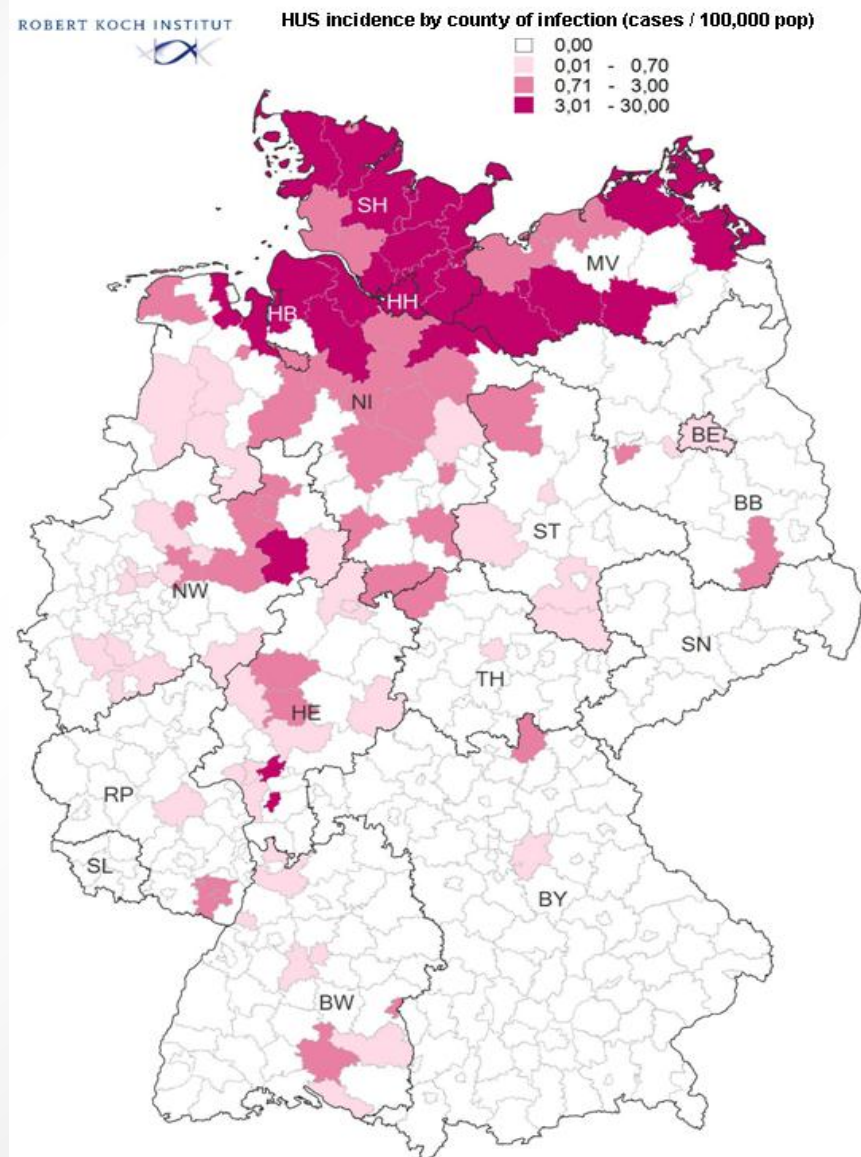 ROBERT KOCH INSTITUT
HUS incidence by county of infection (cases / 100,000 pop)
0,00
0,01 - 0,70
0,71 - 3,00
3,01 - 30,00
SH
MV
HH
HB
NI
BE
BB
ST
NW
SN
TH
HE
RP
SL
BY
BW